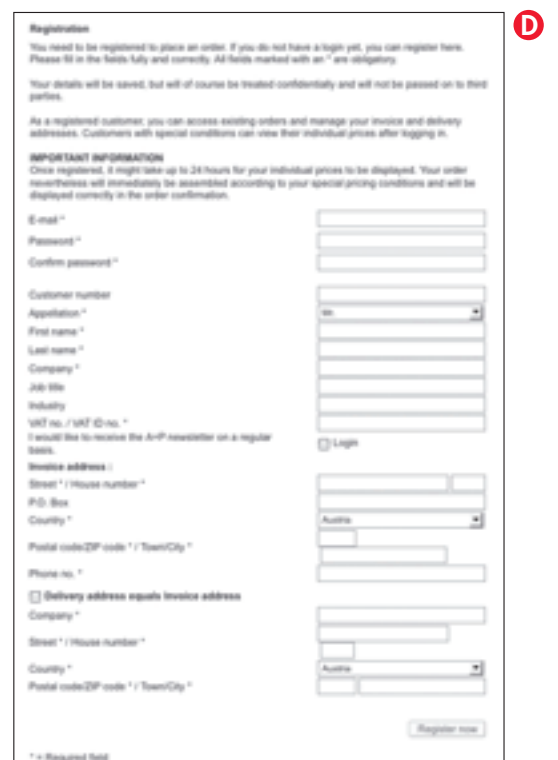 D
Registration
You need to be registered to place an order. If you do not have a login yet, you can register here.
Please fill in the fields fully and correctly. All fields marked with an * are obligatory.
Your details will be saved, but will of course be treated confidentially and will not be passed on to third
parties.
As a registered customer, you can access existing orders and manage your invoice and delivery
addresses. Customers with special conditions can view their individual prices after logging in.
IMPORTANT INFORMATION
Once registered, it might take up to 24 hours for your individual prices to be displayed. Your order
nevertheless will immediately be assembled according to your special pricing conditions and will be
displayed correctly in the order confirmation.
E-mail *
Password *
Confirm password *
Customer number
Appellation * Mr.
First name *
Last name *
Company *
Job title
Industry
VAT no. / VAT ID no. *
I would like to receive the A+P newsletter on a regular
basis. Login
Invoice address :
Street * / House number *
P.O. Box
Country * Austria
Postal code/ZIP code * / Town/City *
Phone no. *
Delivery address equals Invoice address
Company *
Street * / House number *
Country * Austria
Postal code/ZIP code * / Town/City *
Register now
* = Required field